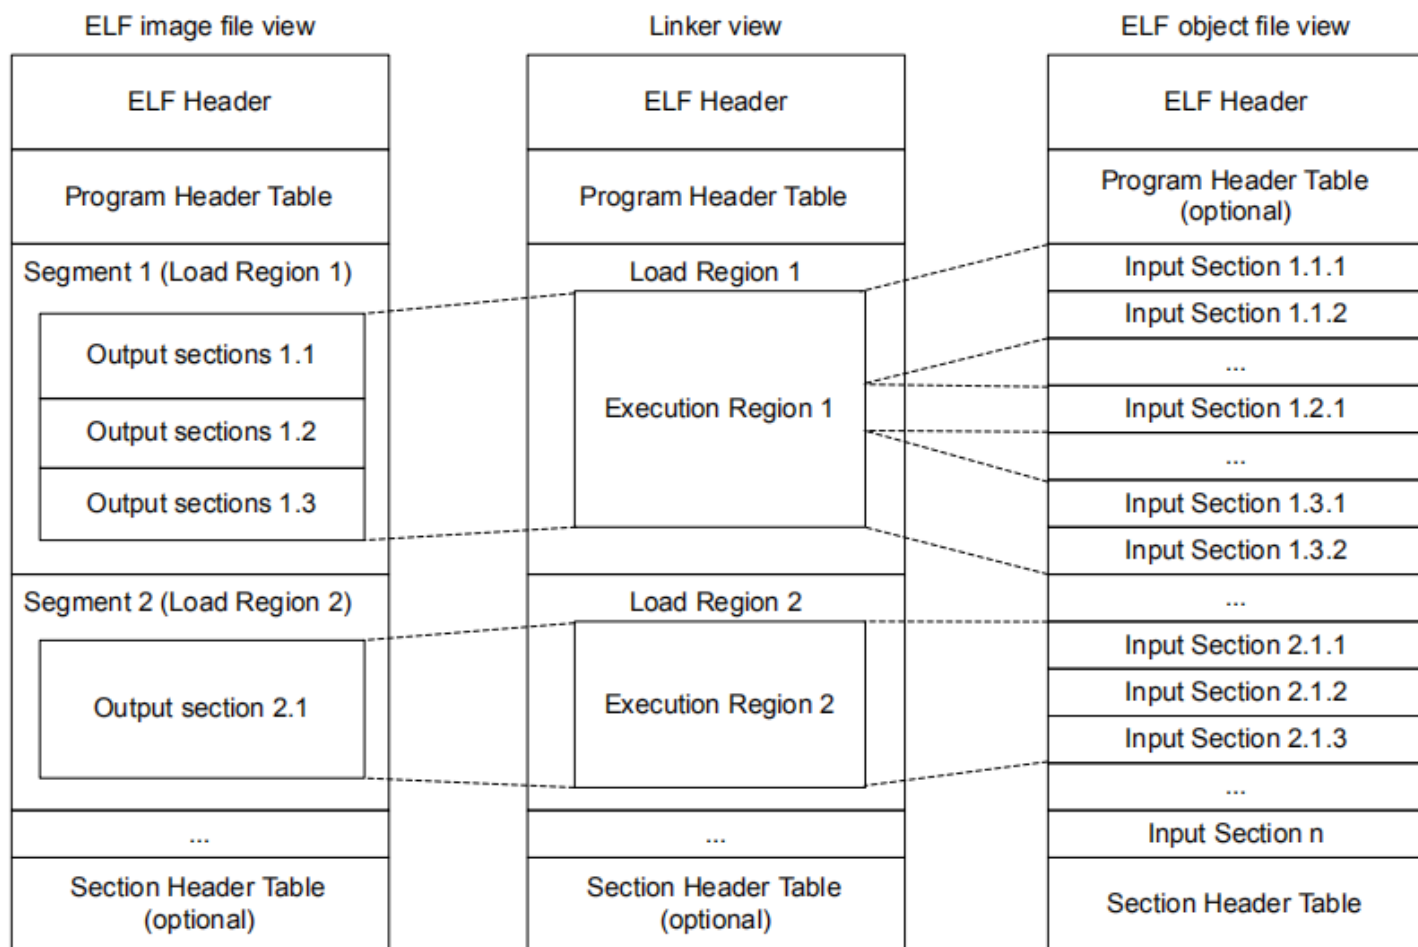 ELF image file view
ELF Header
Program Header Table
Segment 1 (Load Region 1)
Output sections 1.1
Output sections 1.2
Output sections 1.3
Segment 2 (Load Region 2)
Output section 2.1
...
Section Header Table
(optional)
Linker view
ELF Header
Program Header Table
Load Region 1
Execution Region 1
Load Region 2
Execution Region 2
...
Section Header Table
(optional)
ELF object file view
ELF Header
Program Header Table
(optional)
Input Section 1.1.1
Input Section 1.1.2
...
Input Section 1.2.1
...
Input Section 1.3.1
Input Section 1.3.2
...
Input Section 2.1.1
Input Section 2.1.2
Input Section 2.1.3
...
Input Section n
Section Header Table